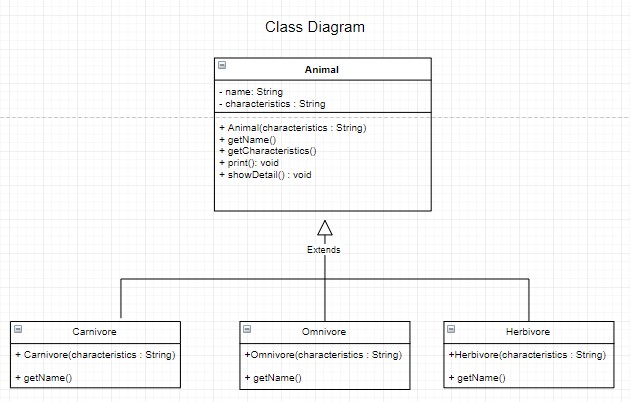 Class Diagram
Animal
- name: String
- characteristics : String
+ Animal(characteristics : String)
+ getName()
+ getCharacteristics()
+ print(): void
+ showDetail() : void
Extends
Carnivore
+ Carnivore(characteristics : String)
+ getName()
Omnivore
+Omnivore(characteristics : String)
+ getName()
Herbivore
+Herbivore(characteristics : String)
+ getName()